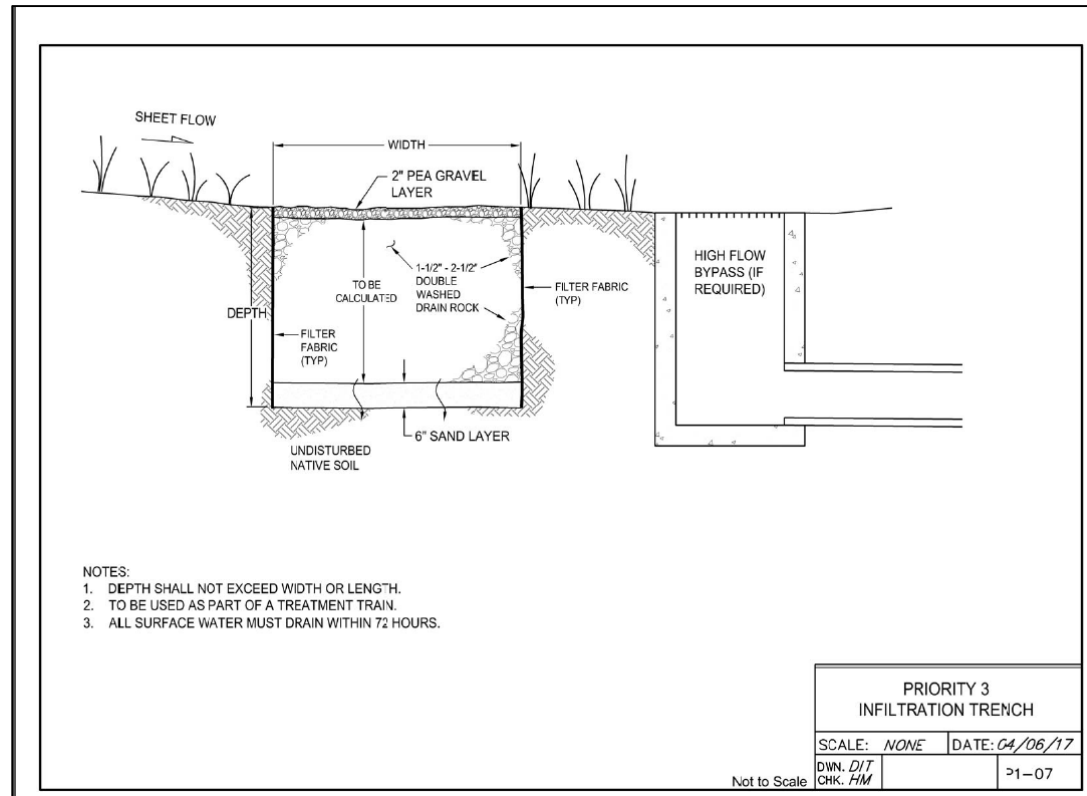 SHEET FLOW
WIDTH
2" PEA GRAVEL
LAYER
1-1/2" - 2-1/2"
DOUBLE
WASHED
DRAIN ROCK
TO BE
CALCULATED
DEPTH
FILTER
FABRIC
(TYP)
FILTER FABRIC
(TYP)
HIGH FLOW
BYPASS (IF
REQUIRED)
6" SAND LAYER
UNDISTURBED
NATIVE SOIL
NOTES:
1. DEPTH SHALL NOT EXCEED WIDTH OR LENGTH.
2. TO BE USED AS PART OF A TREATMENT TRAIN.
3. ALL SURFACE WATER MUST DRAIN WITHIN 72 HOURS.
PRIORITY 3
INFILTRATION TRENCH
SCALE: NONE DATE: 04/06/17
DWN. DIT
CHK. HM
P1-07
Not to Scale